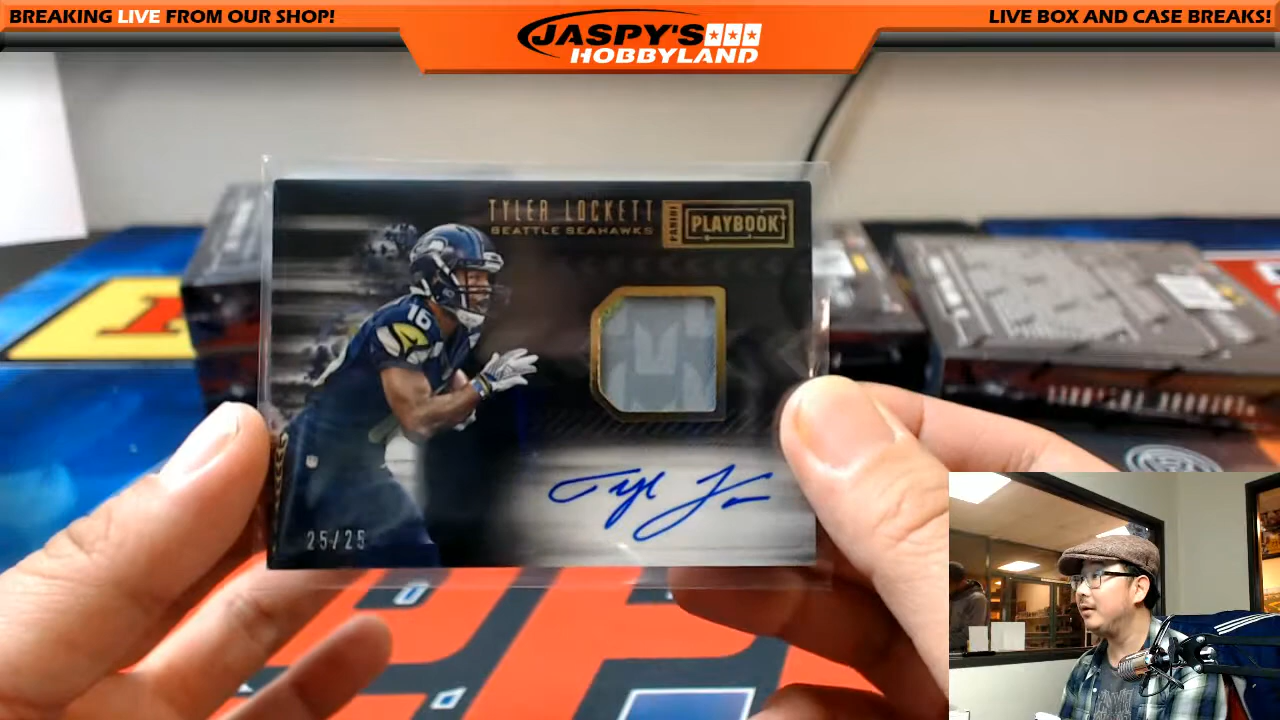 BREAKING LIVE FROM OUR SHOP!
JASPY'S
HOBBYLAND
LIVE BOX AND CASE BREAKS!
TYLER LOCKETT
SEATTLE SEAHAWKS
PANINI
PLAYBOOK
16
25/25